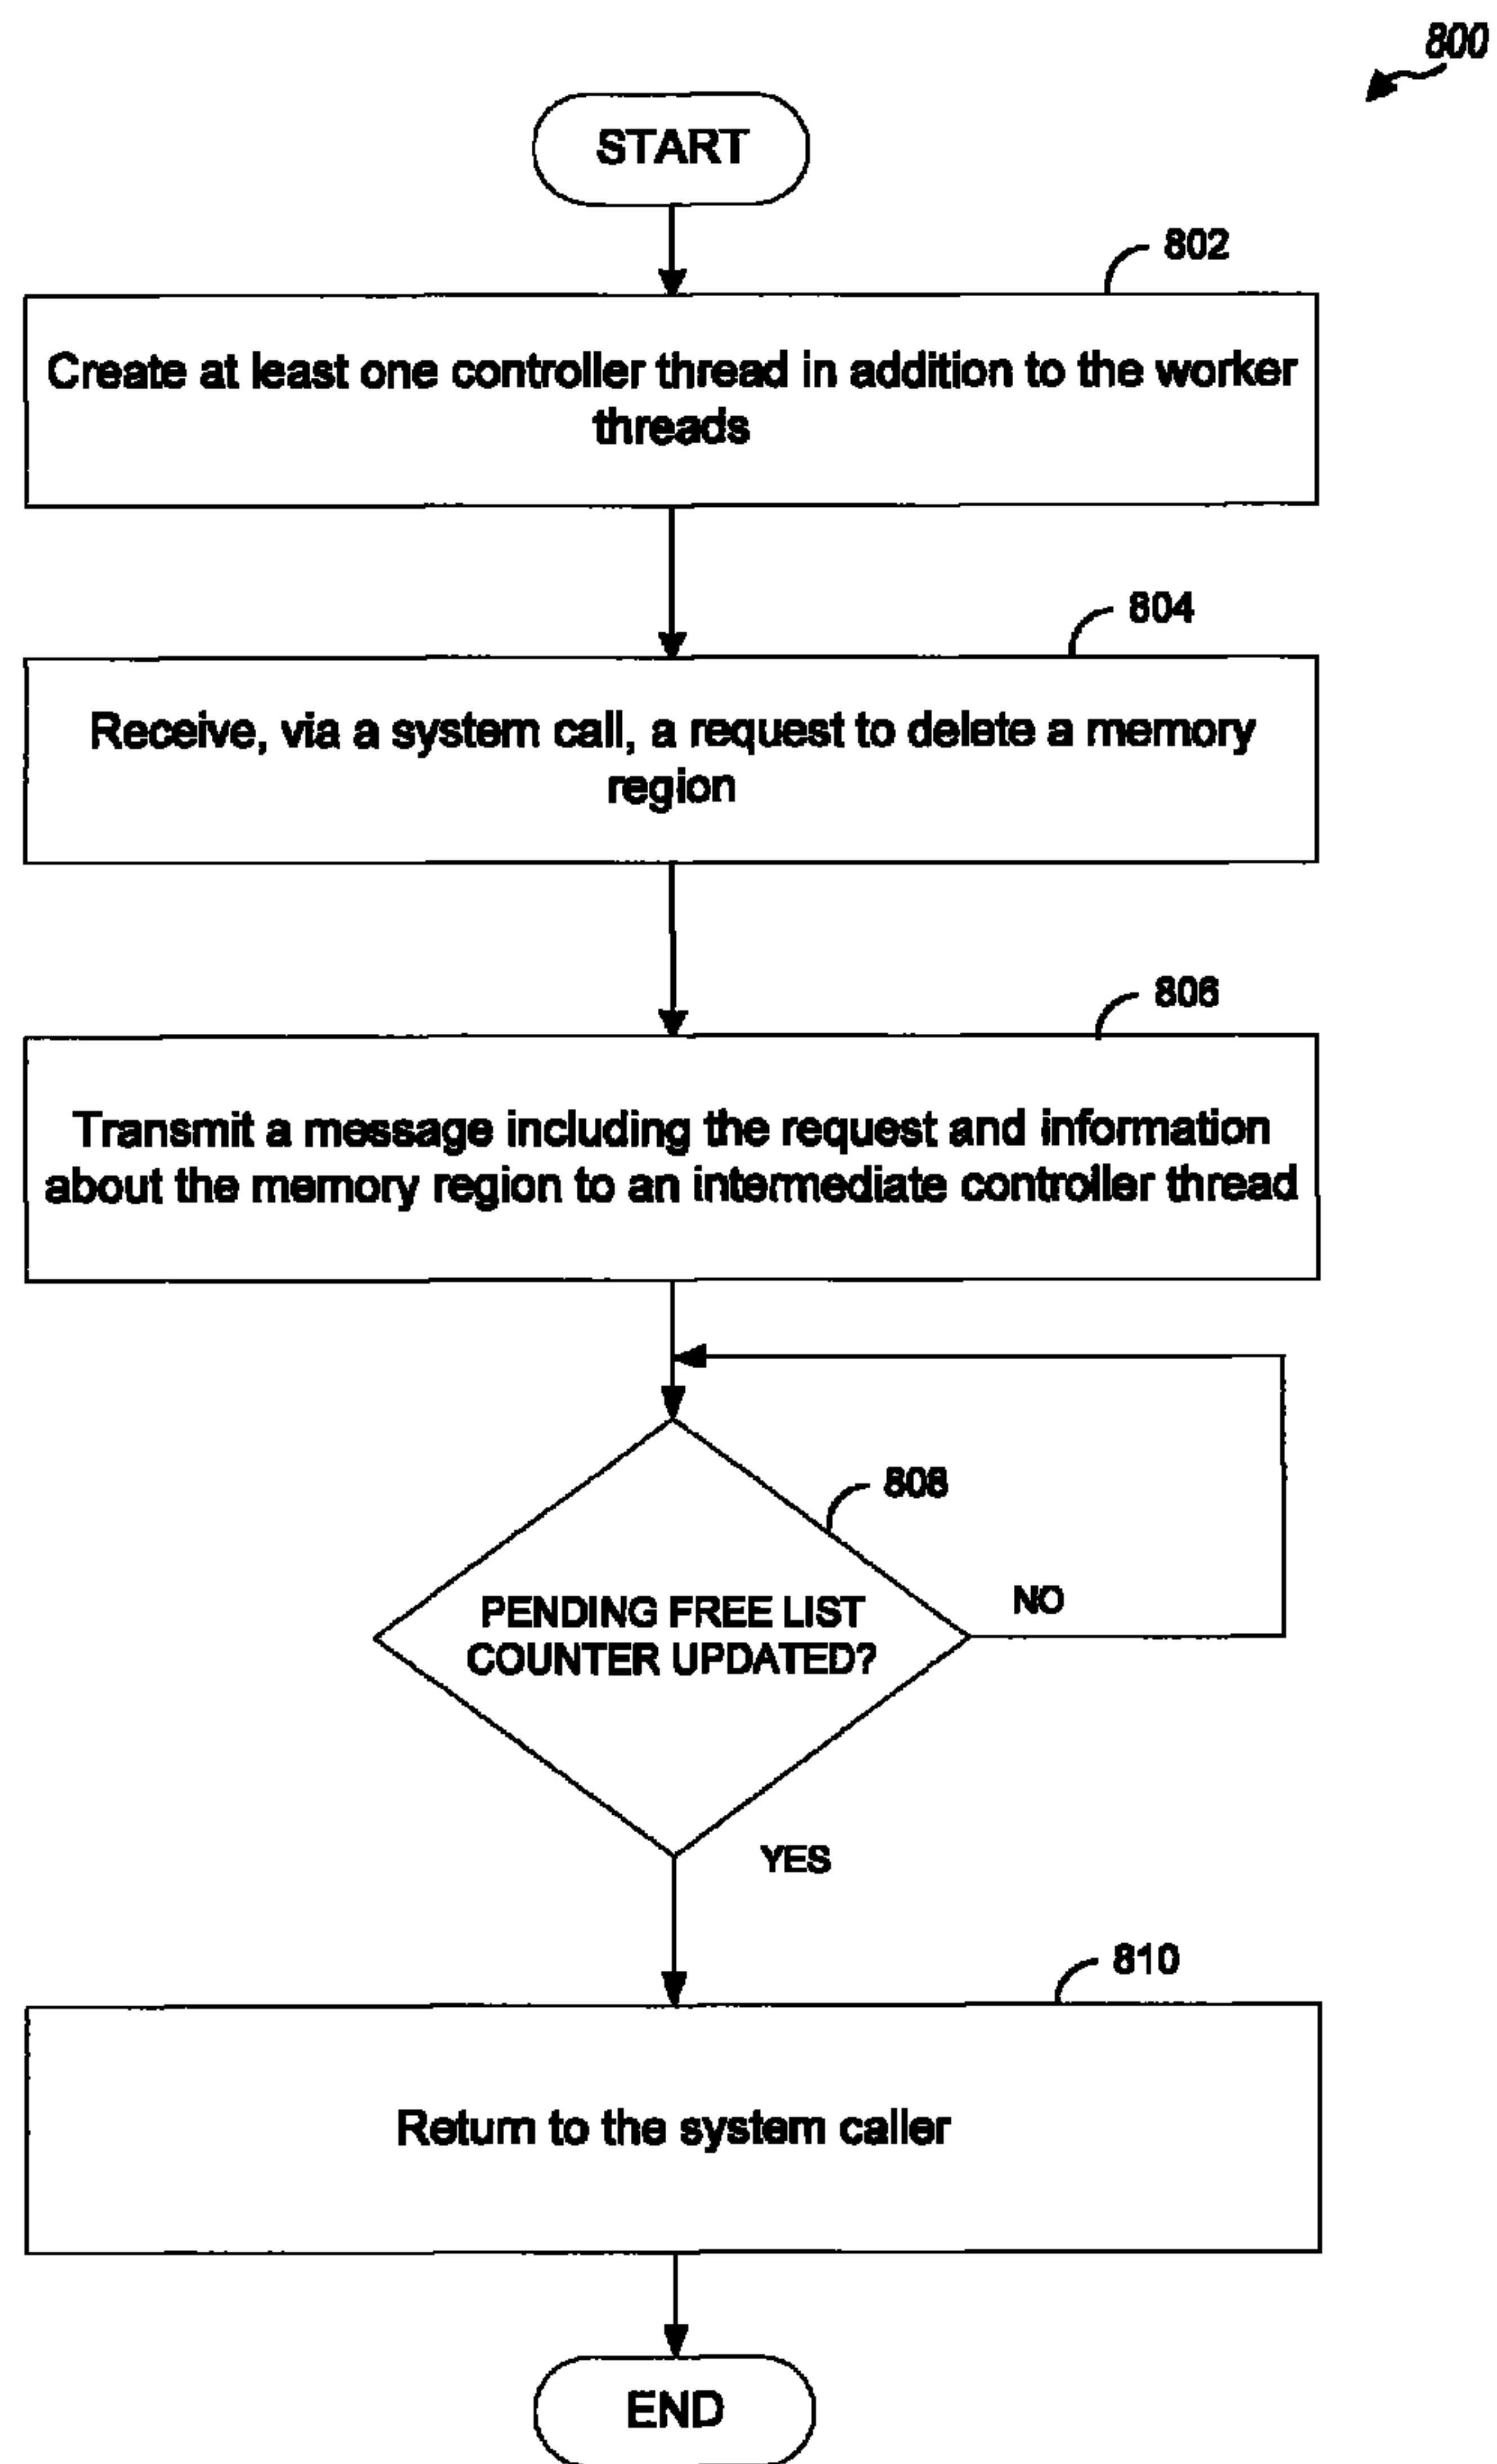 800
START
802
Create at least one controller thread in addition to the worker
threads
804
Receive, via a system call, a request to delete a memory
region
806
Transmit a message including the request and information
about the memory region to an intermediate controller thread
808
PENDING FREE LIST
COUNTER UPDATED?
NO
YES
810
Return to the system caller
END